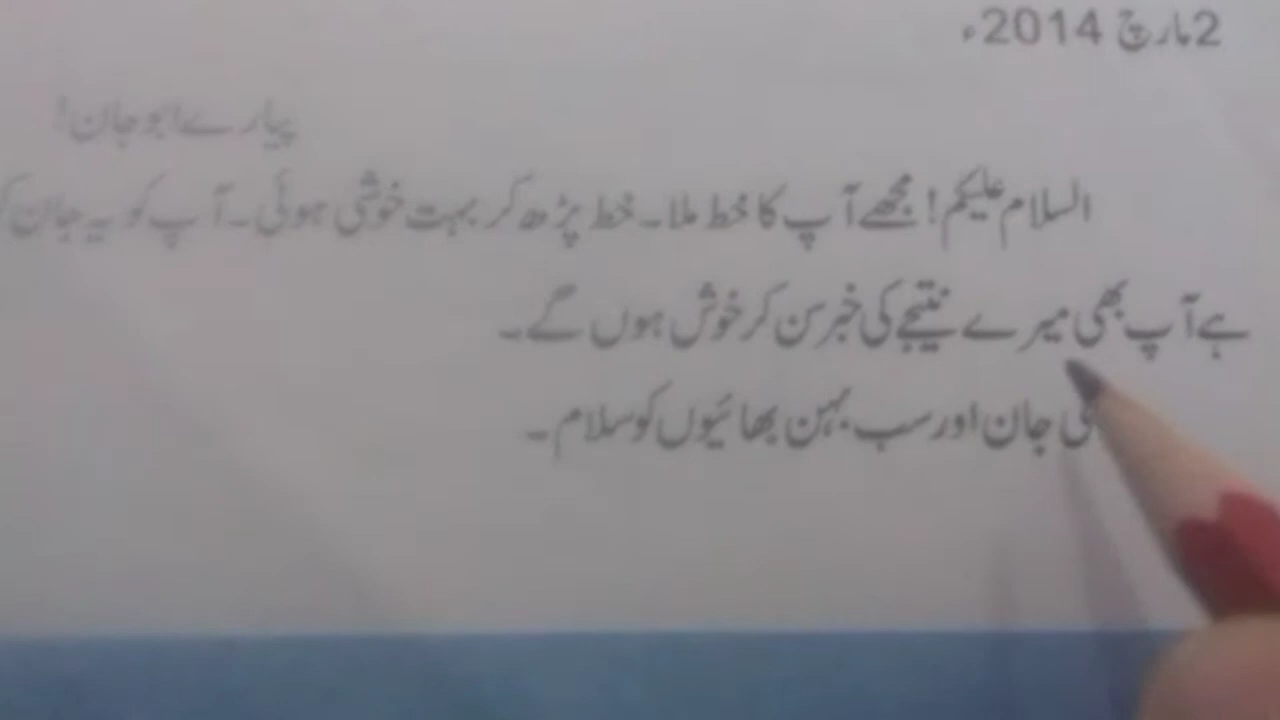 2 مارچ 2014ء
پیارے ابو جان!
السلام علیکم! مجھے آپ کا خط ملا۔ خط پڑھ کر بہت خوشی ہوئی۔ آپ کو یہ جان
ہے آپ بھی میرے نتیجے کی خبر سن کر خوش ہوں گے۔
جان اور سب بہن بھائیوں کو سلام۔